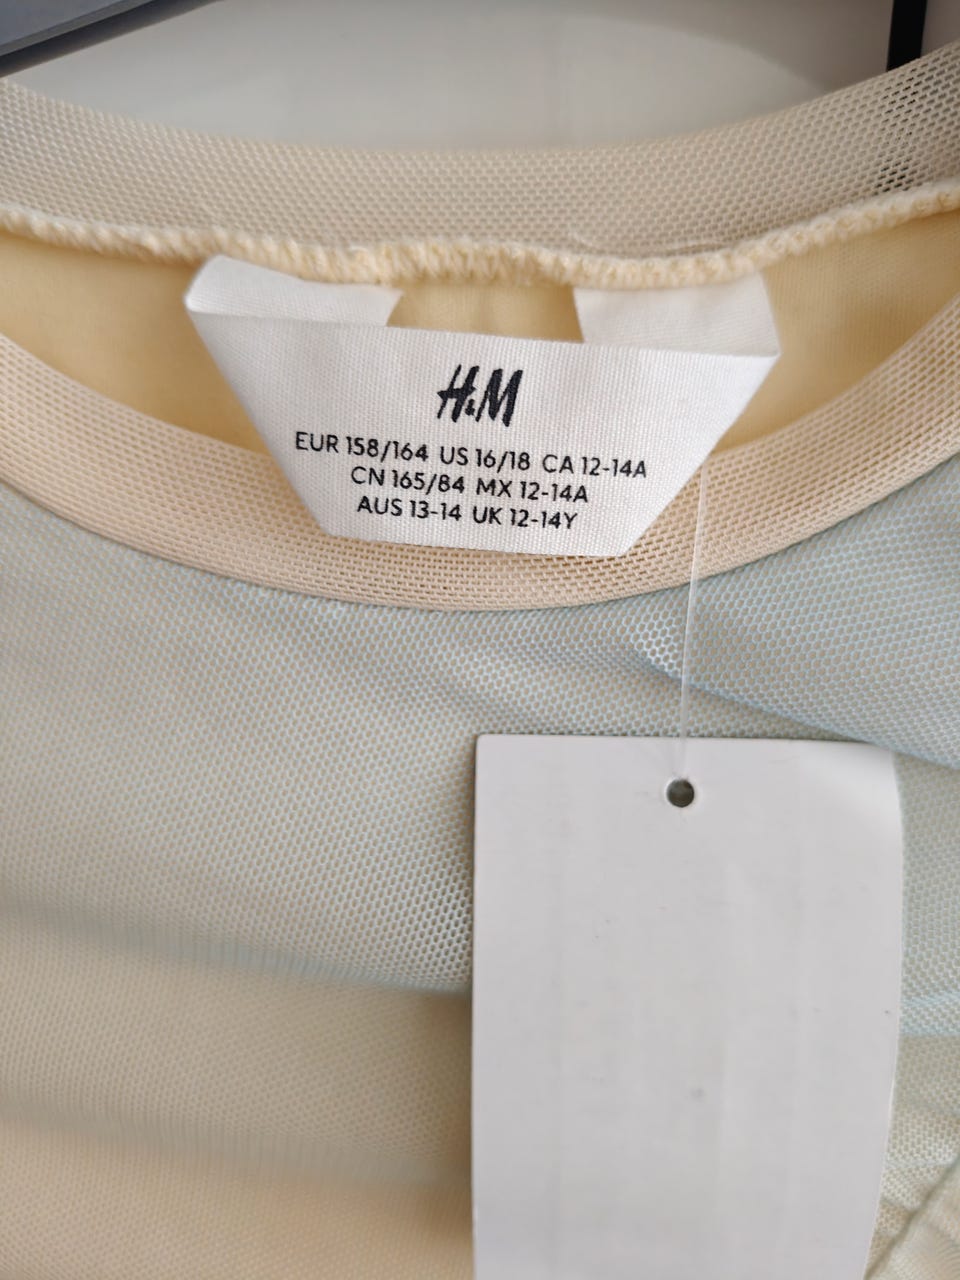 H&M
EUR 158/164 US 16/18 CA 12-14A
CN 165/84 MX 12-14A
AUS 13-14 UK 12-14Y